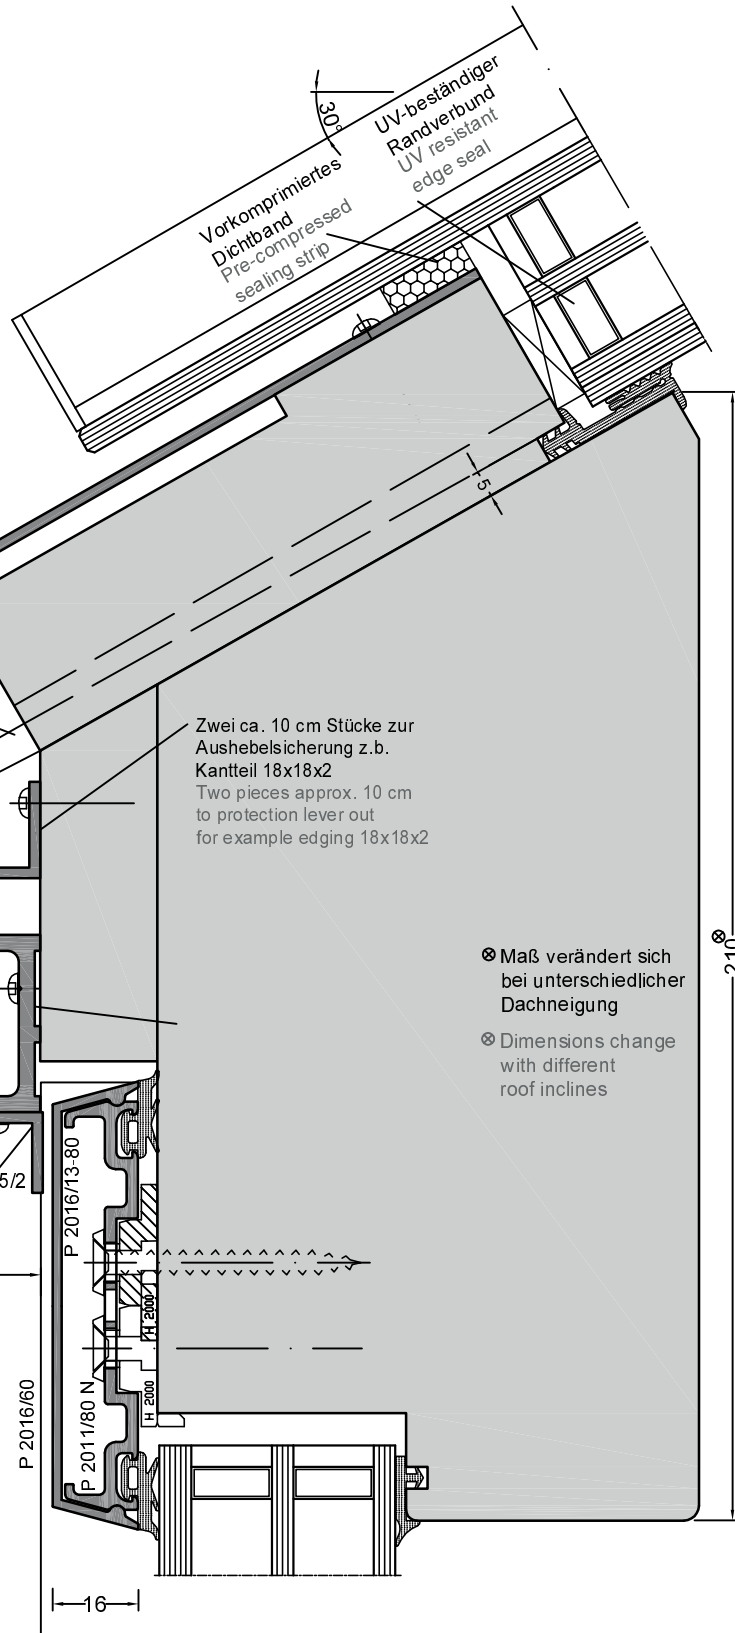 30°
UV-beständiger
Randverbund
UV resistant
edge seal
Vorkomprimiertes
Dichtband
Pre-compressed
sealing strip
5
Zwei ca. 10 cm Stücke zur
Aushebelsicherung z.b.
Kantteil 18x18x2
Two pieces approx. 10 cm
to protection lever out
for example edging 18x18x2
⊗
210
⊗ Maß verändert sich
bei unterschiedlicher
Dachneigung
⊗ Dimensions change
with different
roof inclines
5/2
P 2016/13-80
H 2000
H 2000
P 2011/80 N
P 2016/60
16